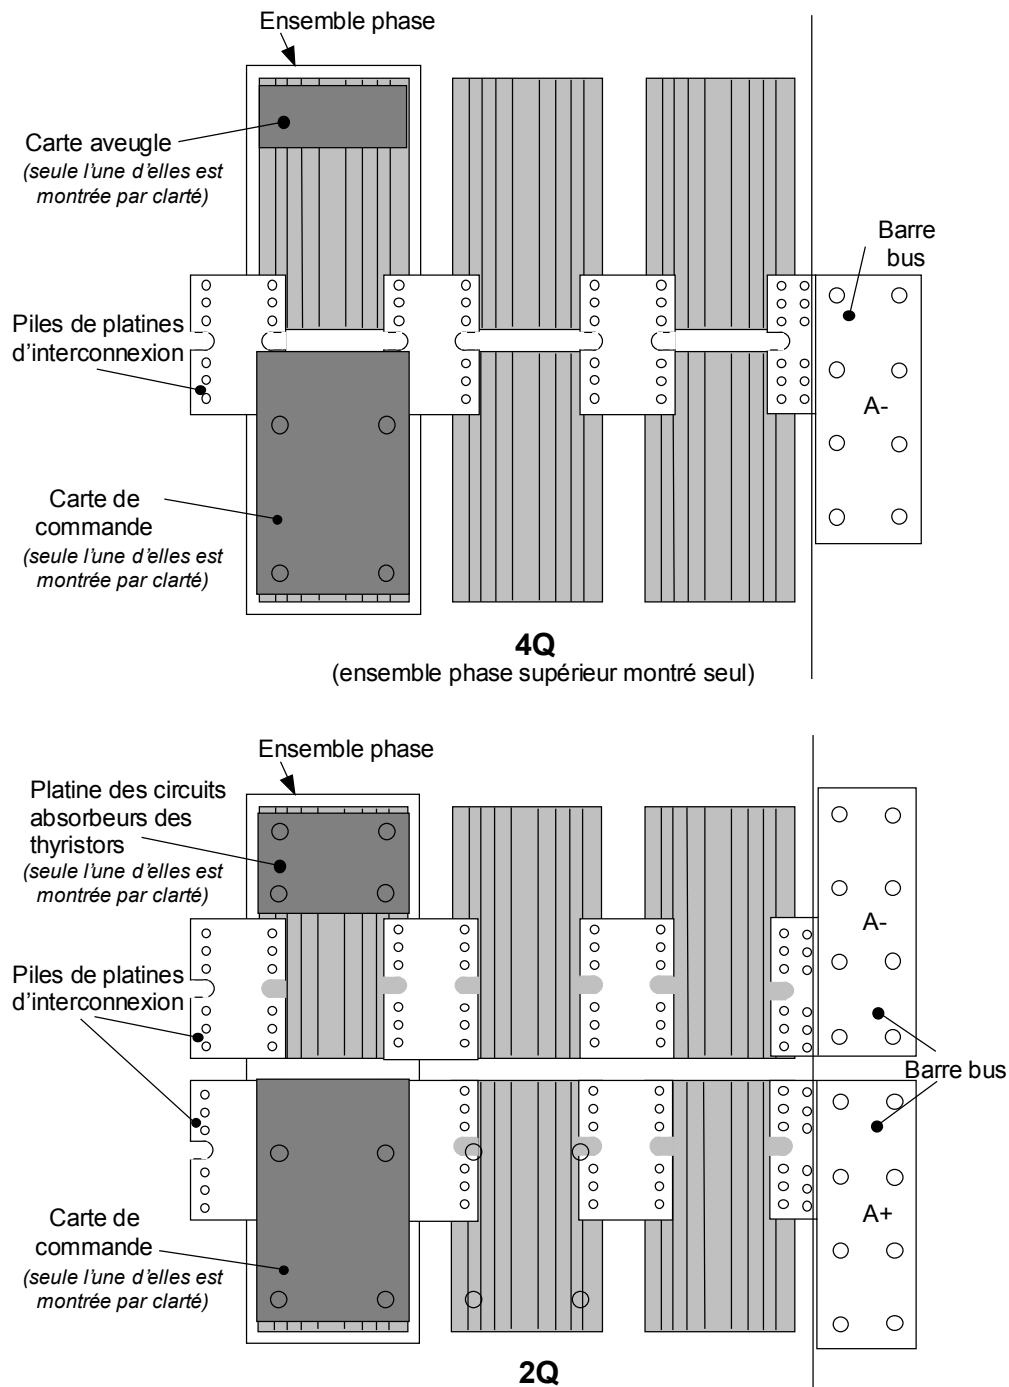 Ensemble phase
Carte aveugle
(seule l'une d'elles est
montrée par clarté)
Barre
bus
Piles de platines
d'interconnexion
A-
Carte de
commande
(seule l'une d'elles est
montrée par clarté)
4Q
(ensemble phase supérieur montré seul)
Ensemble phase
Platine des circuits
absorbeurs des
thyristors
(seule l'une d'elles est
montrée par clarté)
A-
Piles de platines
d'interconnexion
Barre bus
Carte de
commande
(seule l'une d'elles est
montrée par clarté)
A+
2Q